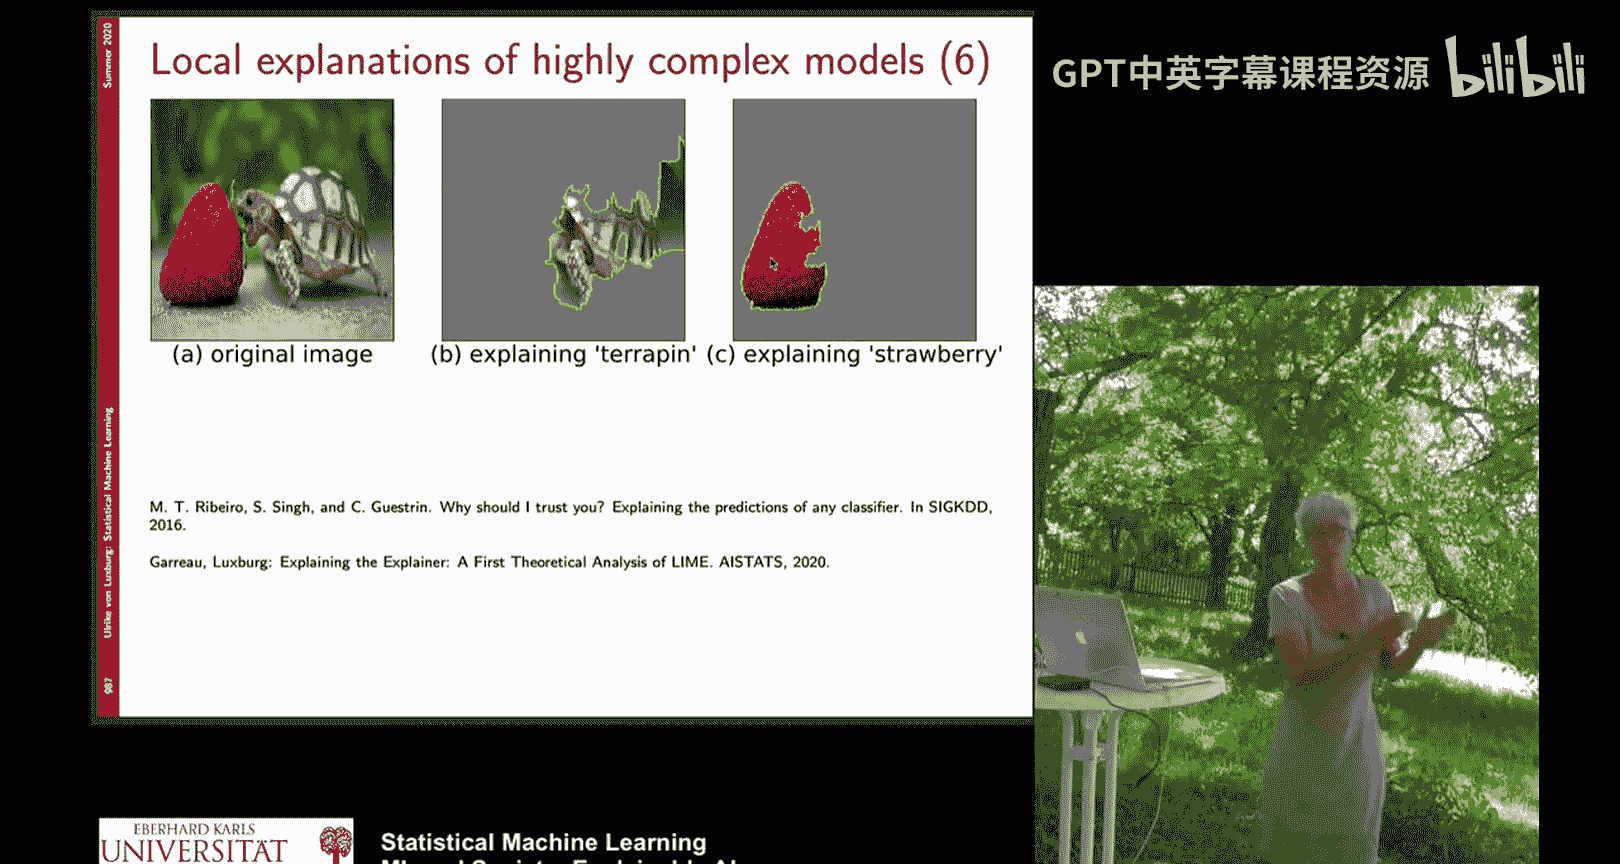 Summer 2020
Local explanations of highly complex models (6)
GPT中英字幕课程资源
bilibili
(a) original image
(b) explaining 'terrapin'
(c) explaining 'strawberry'
Ulrike von Luxburg: Statistical Machine Learning
M. T. Ribeiro, S. Singh, and C. Guestrin. Why should I trust you? Explaining the predictions of any classifier. In SIGKDD,
2016.
Garreau, Luxburg: Explaining the Explainer: A First Theoretical Analysis of LIME. AISTATS, 2020.
987
EBERHARD KARLS
UNIVERSITÄT
Statistical Machine Learning